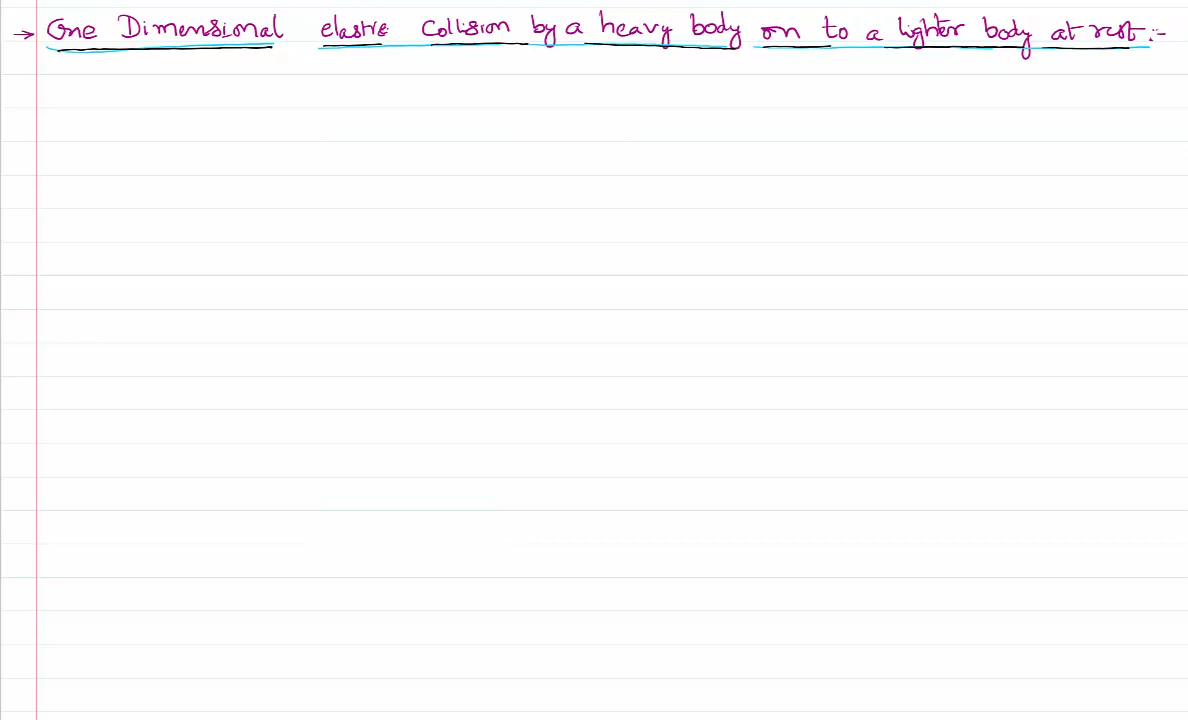 → One Dimensional elastic Collision by a heavy body on to a lighter body at rest :-